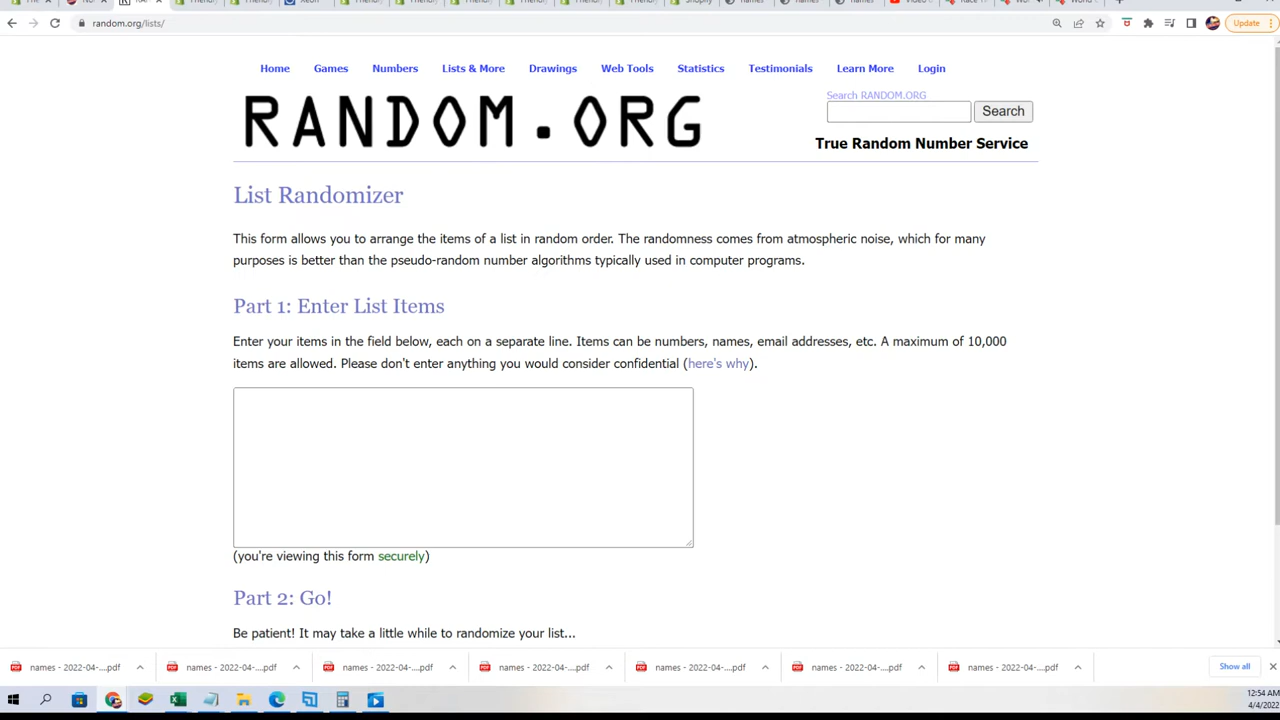 random.org/lists/
Update
Home Games Numbers Lists & More Drawings Web Tools Statistics Testimonials Learn More Login
RANDOM.ORG
Search RANDOM.ORG
Search
True Random Number Service
List Randomizer
This form allows you to arrange the items of a list in random order. The randomness comes from atmospheric noise, which for many
purposes is better than the pseudo-random number algorithms typically used in computer programs.
Part 1: Enter List Items
Enter your items in the field below, each on a separate line. Items can be numbers, names, email addresses, etc. A maximum of 10,000
items are allowed. Please don't enter anything you would consider confidential (here's why).
(you're viewing this form securely)
Part 2: Go!
Be patient! It may take a little while to randomize your list...
names - 2022-04-....pdf names - 2022-04-....pdf names - 2022-04-....pdf names - 2022-04-....pdf names - 2022-04-....pdf names - 2022-04-....pdf names - 2022-04-....pdf Show all
12:54 AM
4/4/2022